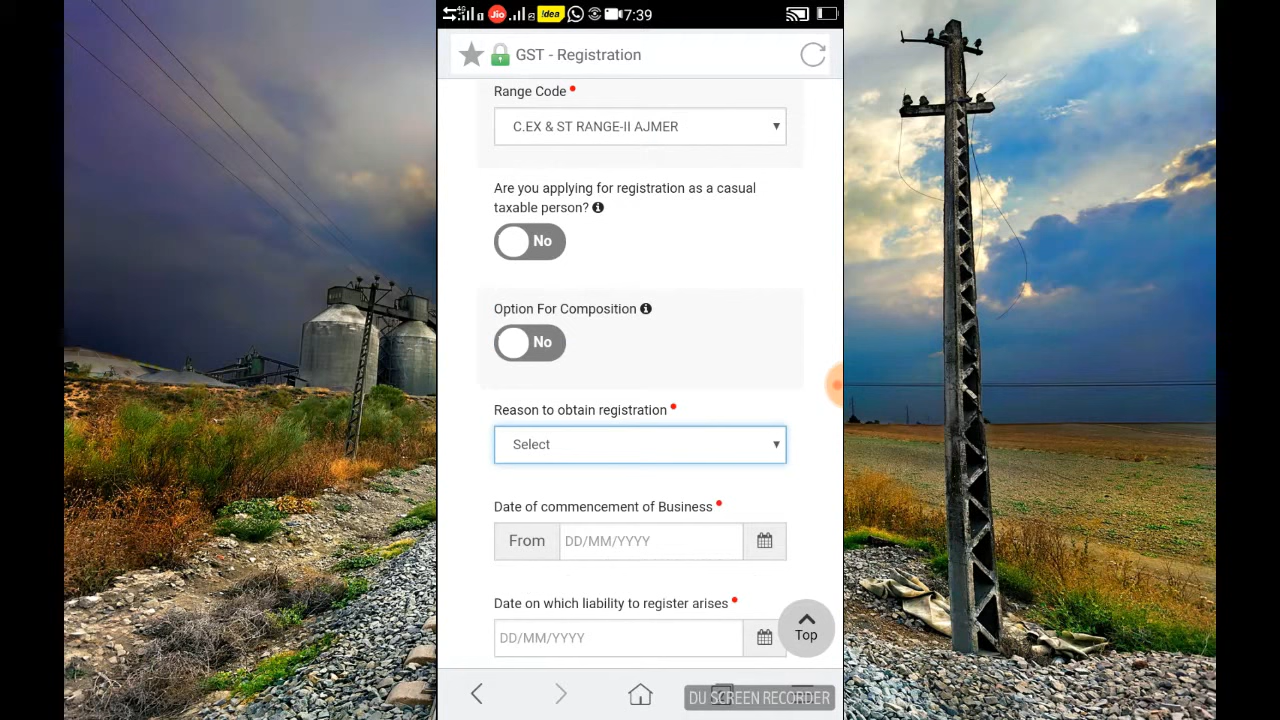 Jio
!dea
7:39
GST - Registration
Range Code
C.EX & ST RANGE-II AJMER
Are you applying for registration as a casual
taxable person?
No
Option For Composition
No
Reason to obtain registration
Select
Date of commencement of Business
From DD/MM/YYYY
Date on which liability to register arises
DD/MM/YYYY
Top
DU SCREEN RECORDER